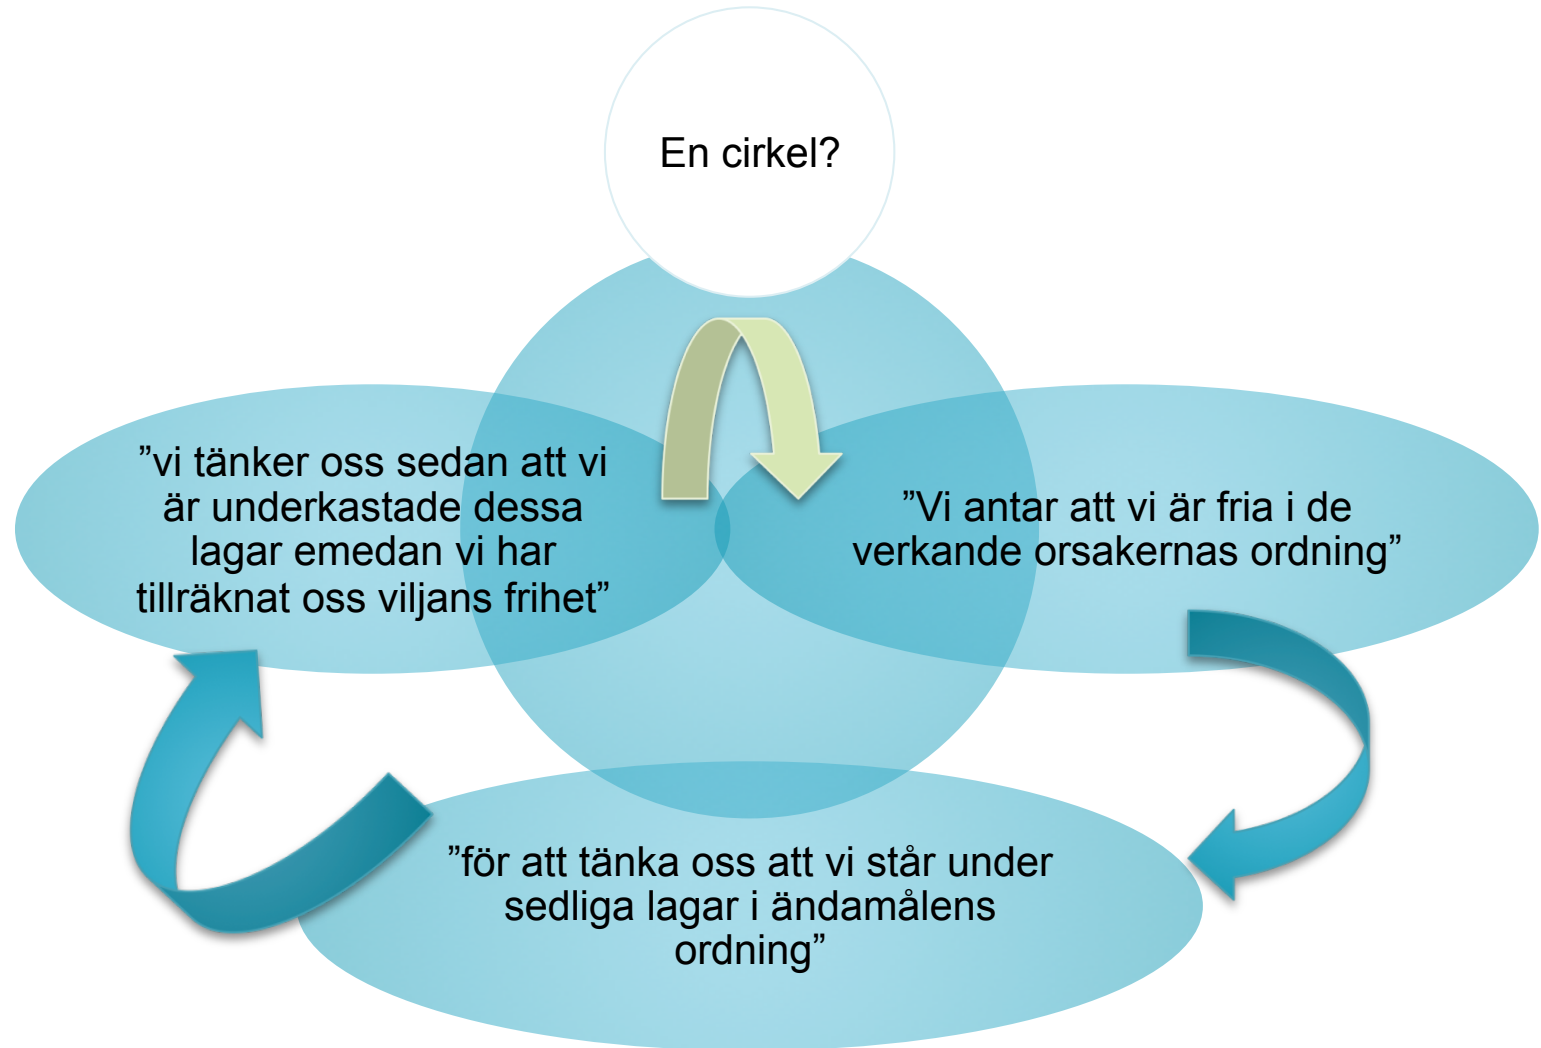 En cirkel?
”vi tänker oss sedan att vi
är underkastade dessa
lagar emedan vi har
tillräknat oss viljans frihet”
”Vi antar att vi är fria i de
verkande orsakernas ordning”
”för att tänka oss att vi står under
sedliga lagar i ändamålens
ordning”